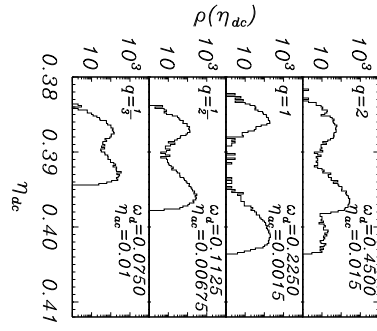 ρ(η_dc)
10 10³ 10 10³ 10 10³ 10 10³
q=1/3
ω_d=0.0750
η_ac=0.01
q=1/2
ω_d=0.1125
η_ac=0.00675
q=1
ω_d=0.2250
η_ac=0.0015
q=2
ω_d=0.4500
η_ac=0.015
0.38 0.39 0.40 0.41
η_dc